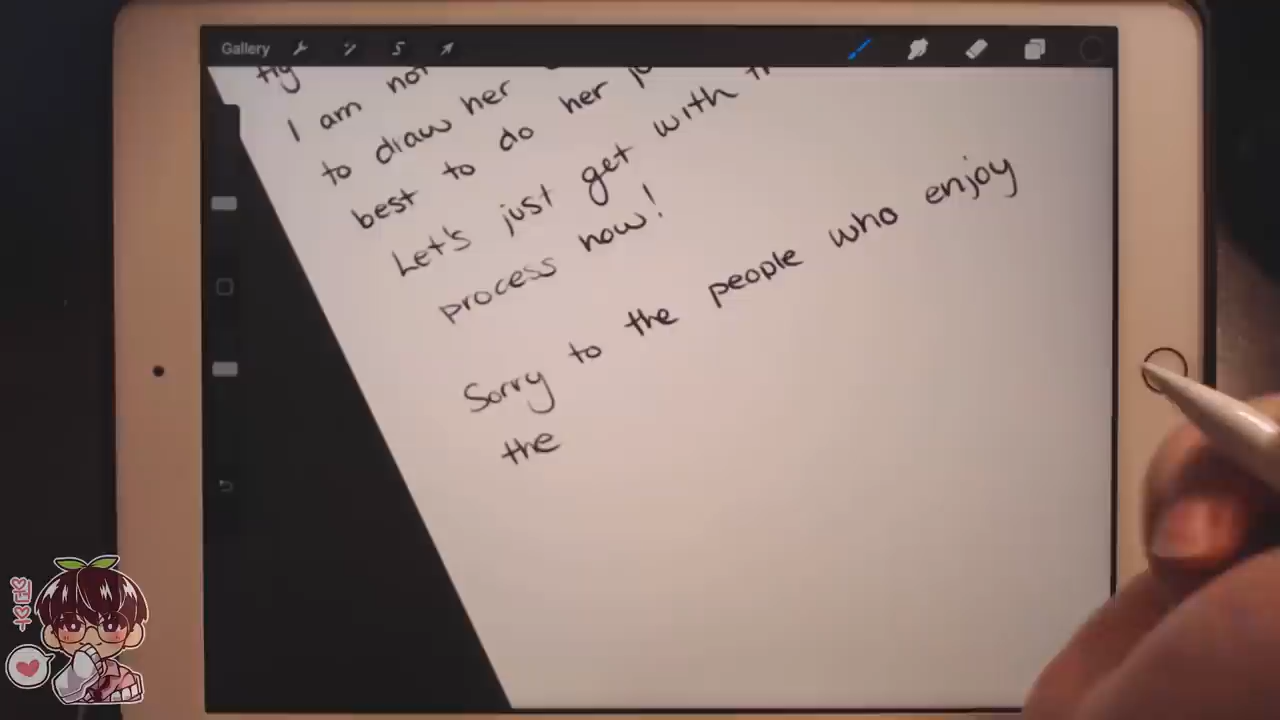 Gallery
I am not
to draw her
best to do her
Let's just get with
process now!
Sorry to the people who enjoy
the